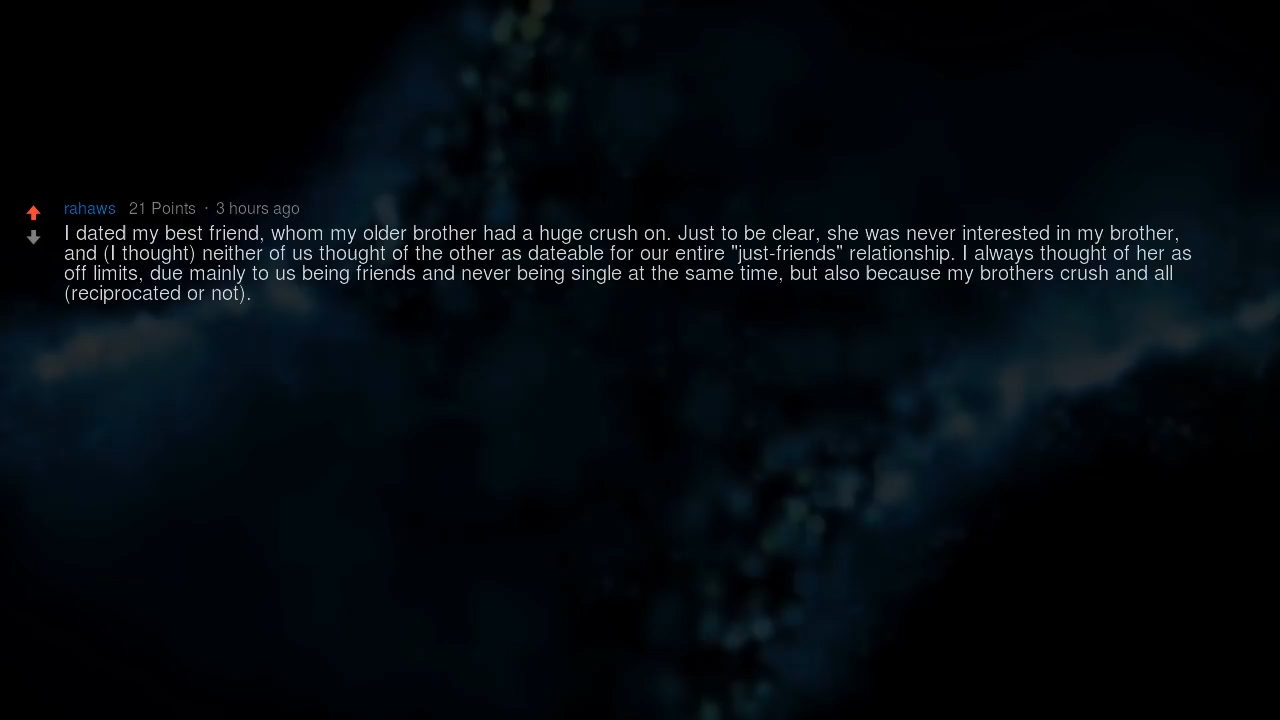 rahaws 21 Points · 3 hours ago
I dated my best friend, whom my older brother had a huge crush on. Just to be clear, she was never interested in my brother,
and (I thought) neither of us thought of the other as dateable for our entire "just-friends" relationship. I always thought of her as
off limits, due mainly to us being friends and never being single at the same time, but also because my brothers crush and all
(reciprocated or not).